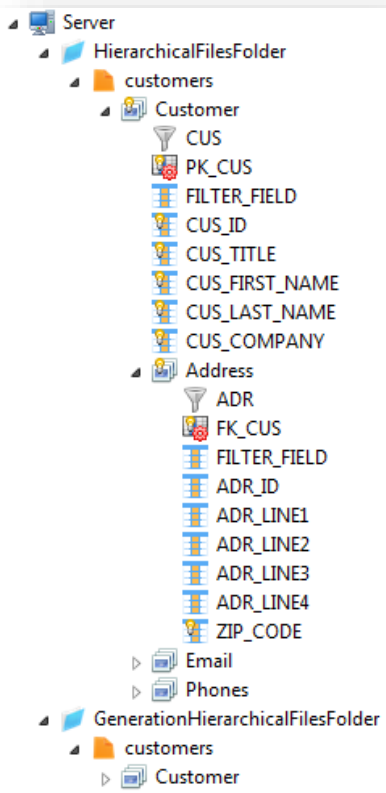 Server
HierarchicalFilesFolder
customers
Customer
CUS
PK_CUS
FILTER_FIELD
CUS_ID
CUS_TITLE
CUS_FIRST_NAME
CUS_LAST_NAME
CUS_COMPANY
Address
ADR
FK_CUS
FILTER_FIELD
ADR_ID
ADR_LINE1
ADR_LINE2
ADR_LINE3
ADR_LINE4
ZIP_CODE
Email
Phones
GenerationHierarchicalFilesFolder
customers
Customer